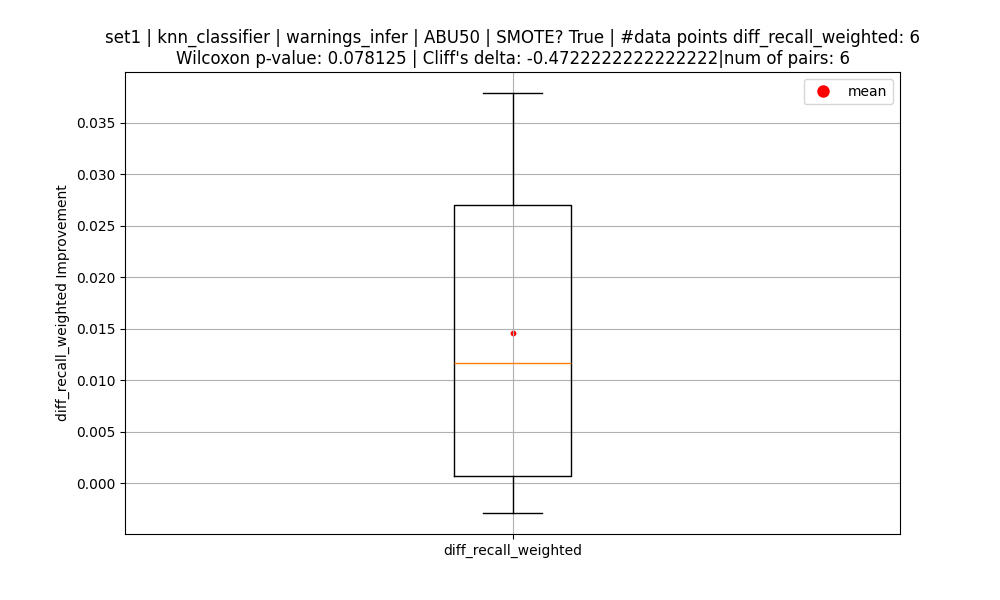 set1 | knn_classifier | warnings_infer | ABU50 | SMOTE? True | #data points diff_recall_weighted: 6
Wilcoxon p-value: 0.078125 | Cliff's delta: -0.4722222222222222|num of pairs: 6
mean
0.035
0.030
0.025
0.020
0.015
0.010
0.005
0.000
diff_recall_weighted Improvement
diff_recall_weighted